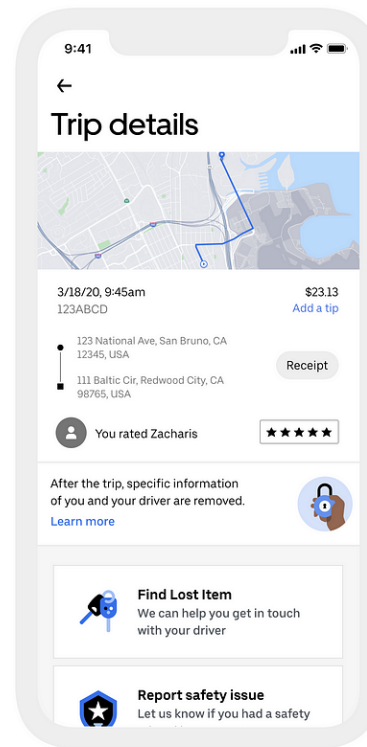 9:41
Trip details
3/18/20, 9:45am
$23.13
123ABCD
Add a tip
123 National Ave, San Bruno, CA
12345, USA
Receipt
111 Baltic Cir, Redwood City, CA
98765, USA
You rated Zacharis
After the trip, specific information
of you and your driver are removed.
Learn more
Find Lost Item
We can help you get in touch
with your driver
Report safety issue
Let us know if you had a safety